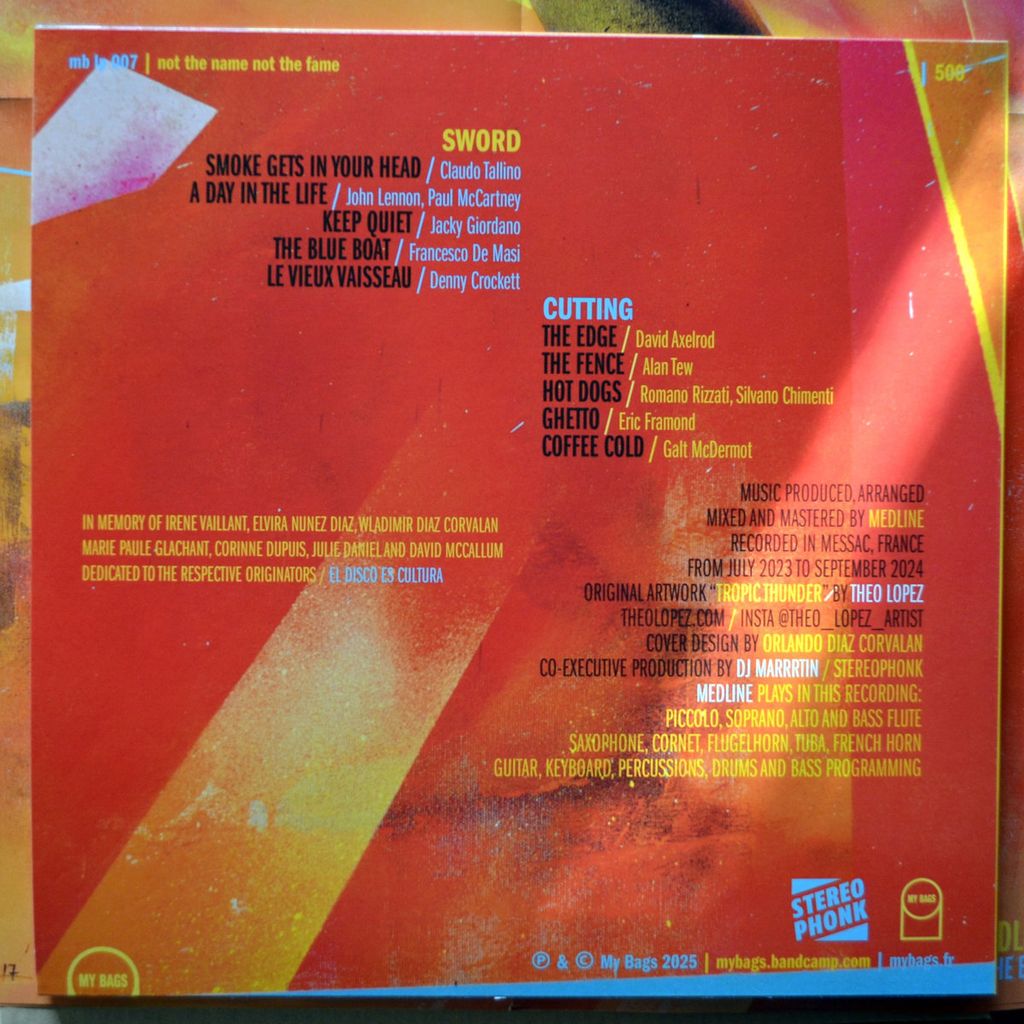 mb lp 007 | not the name not the fame
| 500
SWORD
SMOKE GETS IN YOUR HEAD / Claudo Tallino
A DAY IN THE LIFE / John Lennon, Paul McCartney
KEEP QUIET / Jacky Giordano
THE BLUE BOAT / Francesco De Masi
LE VIEUX VAISSEAU / Denny Crockett
CUTTING
THE EDGE / David Axelrod
THE FENCE / Alan Tew
HOT DOGS / Romano Rizzati, Silvano Chimenti
GHETTO / Eric Framond
COFFEE COLD / Galt McDermot
IN MEMORY OF IRENE VAILLANT, ELVIRA NUNEZ DIAZ, WLADIMIR DIAZ CORVALAN
MARIE PAULE GLACHANT, CORINNE DUPUIS, JULIE DANIEL AND DAVID MCCALLUM
DEDICATED TO THE RESPECTIVE ORIGINATORS / EL DISCO ES CULTURA
MUSIC PRODUCED, ARRANGED
MIXED AND MASTERED BY MEDLINE
RECORDED IN MESSAC, FRANCE
FROM JULY 2023 TO SEPTEMBER 2024
ORIGINAL ARTWORK "TROPIC THUNDER" BY THEO LOPEZ
THEOLOPEZ.COM / INSTA @THEO_LOPEZ_ARTIST
COVER DESIGN BY ORLANDO DIAZ CORVALAN
CO-EXECUTIVE PRODUCTION BY DJ MARRRTIN / STEREOPHONK
MEDLINE PLAYS IN THIS RECORDING:
PICCOLO, SOPRANO, ALTO AND BASS FLUTE
SAXOPHONE, CORNET, FLUGELHORN, TUBA, FRENCH HORN
GUITAR, KEYBOARD, PERCUSSIONS, DRUMS AND BASS PROGRAMMING
STEREO
PHONK
MY BAGS
MY BAGS
℗ & © My Bags 2025 | mybags.bandcamp.com | mybags.fr
17